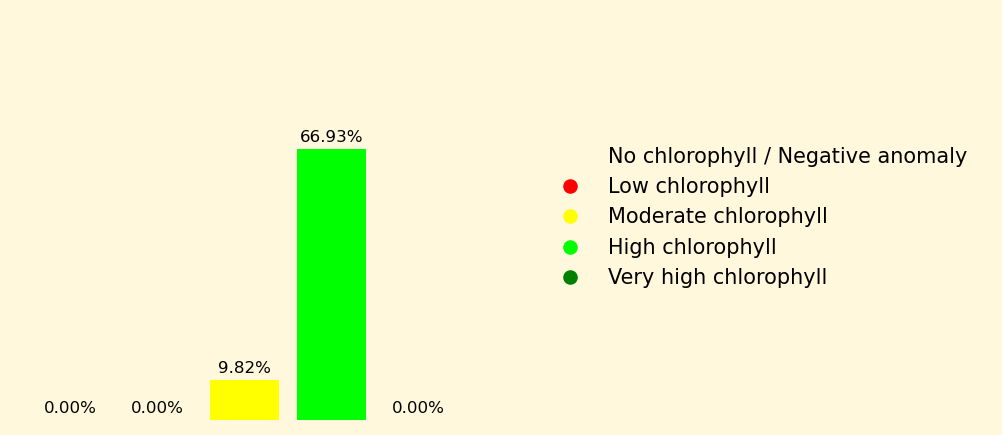 66.93%
9.82%
0.00%
0.00%
0.00%
No chlorophyll / Negative anomaly
Low chlorophyll
Moderate chlorophyll
High chlorophyll
Very high chlorophyll